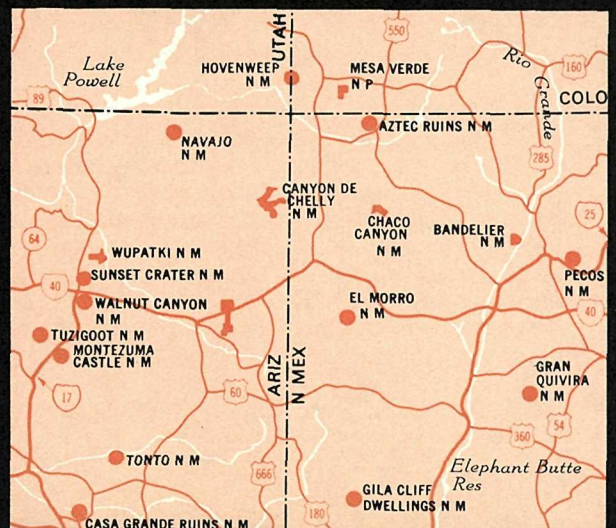 UTAH
550
Lake
Powell
HOVENWEEP
N M
MESA VERDE
N P
Rio Grande
160
89
COLO
AZTEC RUINS N M
NAVAJO
N M
285
CANYON DE
CHELLY
N M
CHACO
CANYON
N M
BANDELIER
N M
25
64
WUPATKI N M
SUNSET CRATER N M
PECOS
N M
40
WALNUT CANYON
N M
EL MORRO
N M
40
TUZIGOOT N M
MONTEZUMA
CASTLE N M
ARIZ
N MEX
GRAN
QUIVIRA
N M
17
60
54
360
TONTO N M
666
Elephant Butte
Res
GILA CLIFF
DWELLINGS N M
180
CASA GRANDE RUINS N M